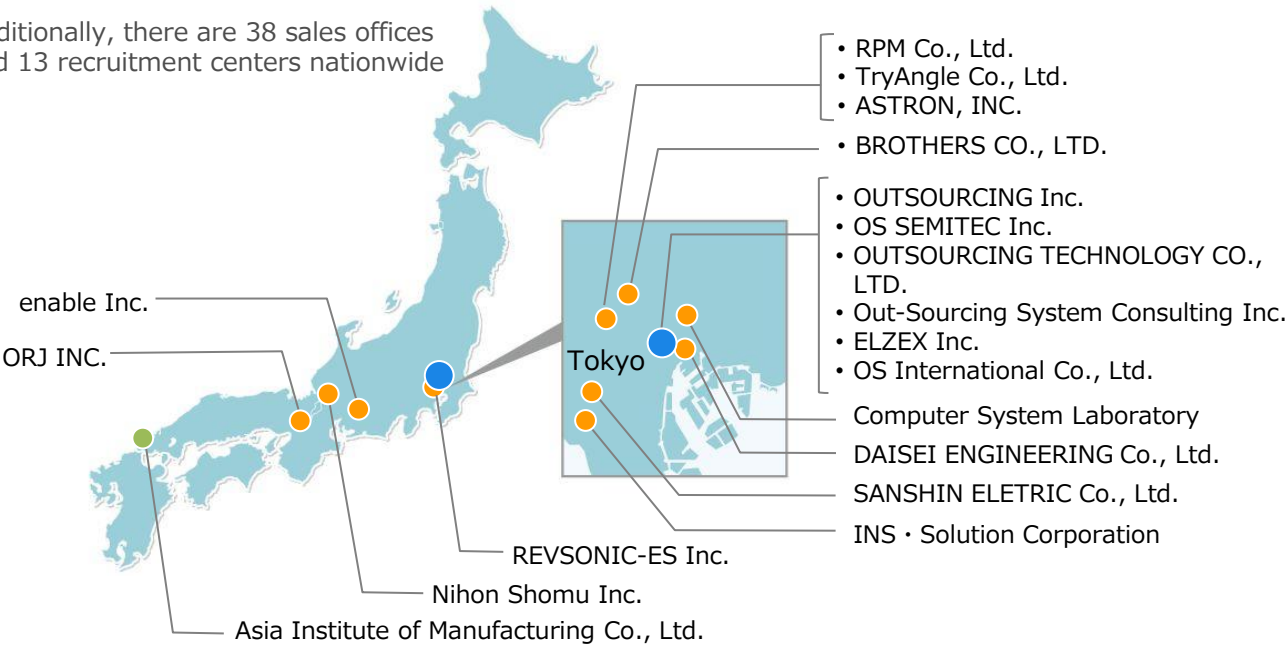 ditionally, there are 38 sales offices
d 13 recruitment centers nationwide
• RPM Co., Ltd.
• TryAngle Co., Ltd.
• ASTRON, INC.
• BROTHERS CO., LTD.
• OUTSOURCING Inc.
• OS SEMITEC Inc.
• OUTSOURCING TECHNOLOGY CO.,
LTD.
• Out-Sourcing System Consulting Inc.
• ELZEX Inc.
• OS International Co., Ltd.
Computer System Laboratory
DAISEI ENGINEERING Co., Ltd.
SANSHIN ELETRIC Co., Ltd.
INS・Solution Corporation
Tokyo
enable Inc.
ORJ INC.
REVSONIC-ES Inc.
Nihon Shomu Inc.
Asia Institute of Manufacturing Co., Ltd.